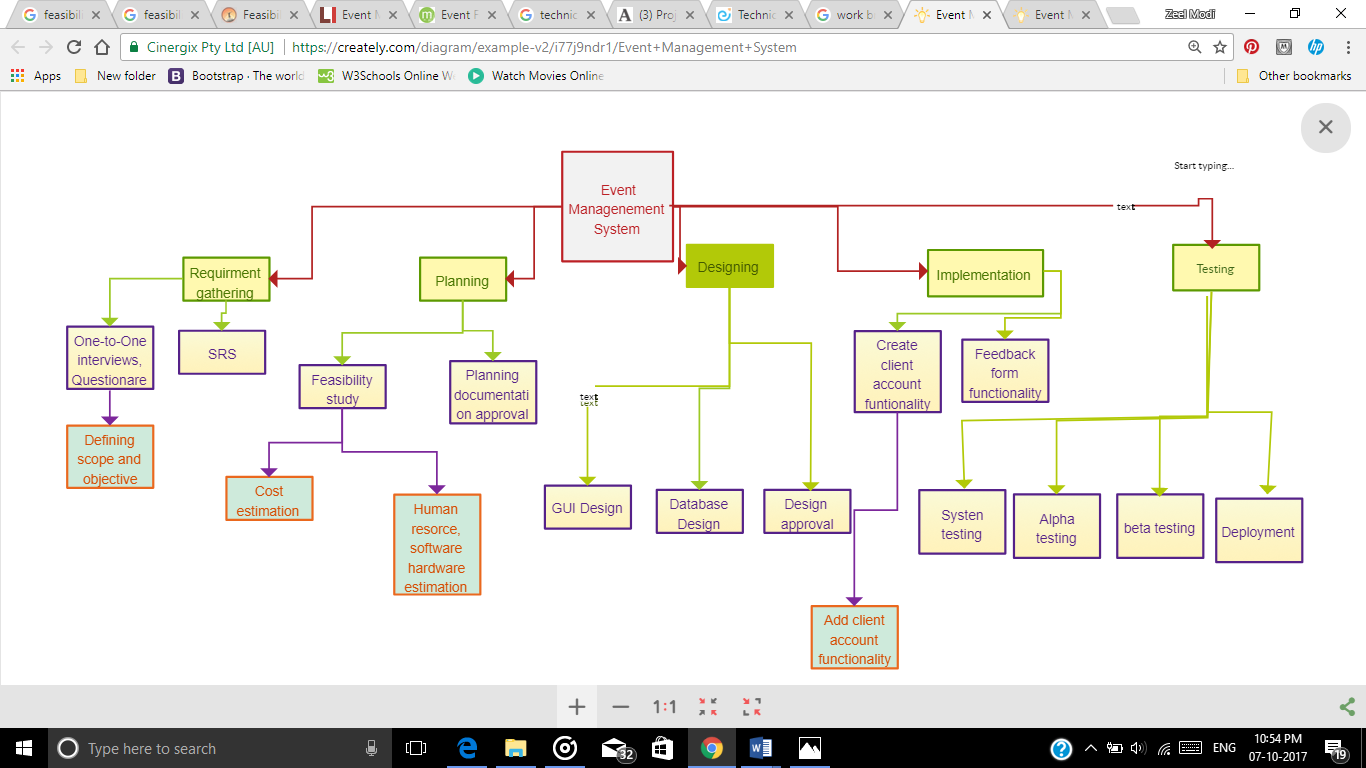 feasibil
feasibil
Feasibi
Event M
Event P
technic
(3) Proj
Technic
work b
Event M
Event M
Zeel Modi
Cinergix Pty Ltd [AU]
https://creately.com/diagram/example-v2/i77j9ndr1/Event+Management+System
Apps
New folder
Bootstrap · The world
W3Schools Online W
Watch Movies Online
Other bookmarks
Start typing...
Event
Managenement
System
text
Requirment
gathering
Planning
Designing
Implementation
Testing
One-to-One
interviews,
Questionare
SRS
Feasibility
study
Planning
documentati
on approval
text
text
Create
client
account
funtionality
Feedback
form
functionality
Defining
scope and
objective
Cost
estimation
Human
resorce,
software
hardware
estimation
GUI Design
Database
Design
Design
approval
Systen
testing
Alpha
testing
beta testing
Deployment
Add client
account
functionality
1:1
Type here to search
32
ENG
10:54 PM
07-10-2017
19